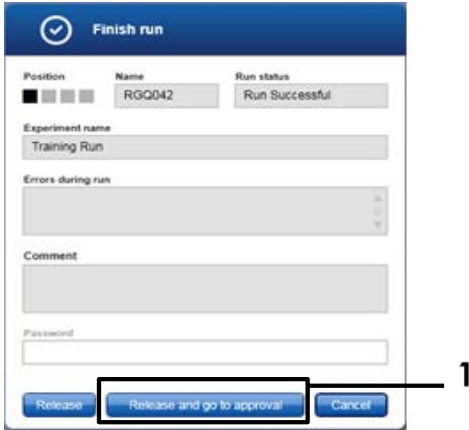 Finish run
Position Name Run status
RGQ042 Run Successful
Experiment name
Training Run
Errors during run
Comment
Password
Release Release and go to approval Cancel
1